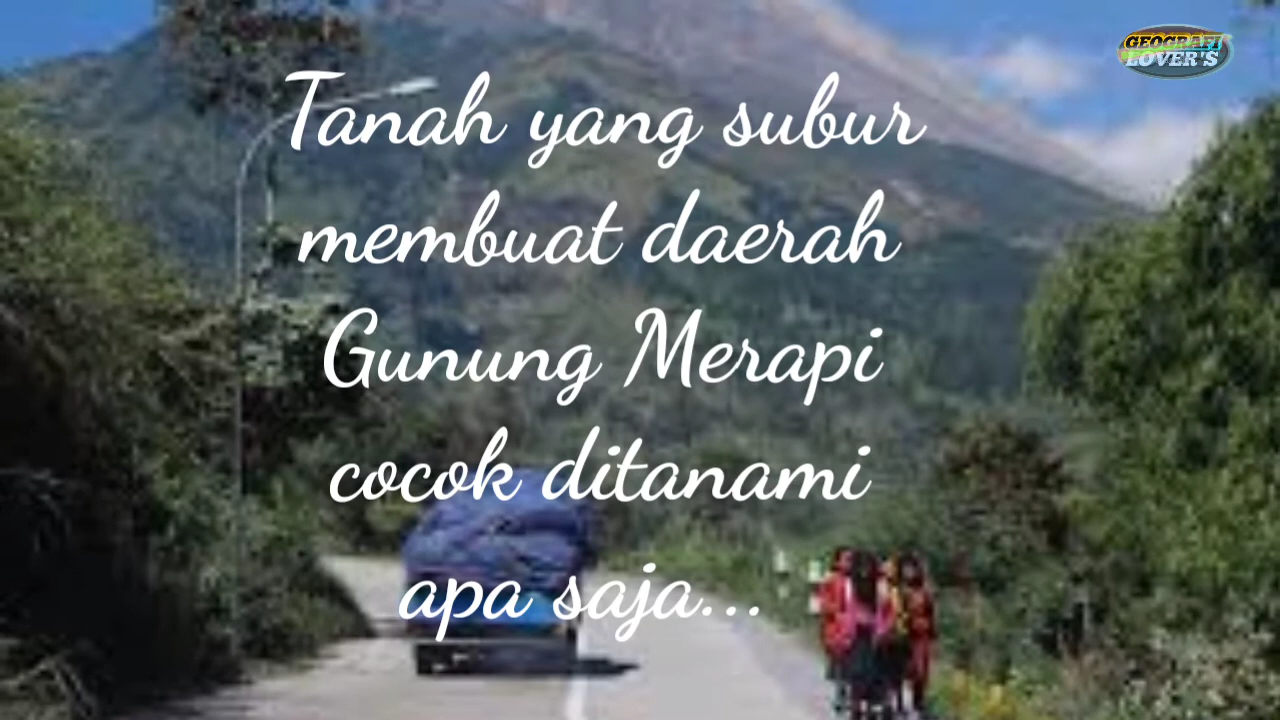 GEOGRAFI
LOVER'S
Tanah yang subur
membuat daerah
Gunung Merapi
cocok ditanami
apa saja...